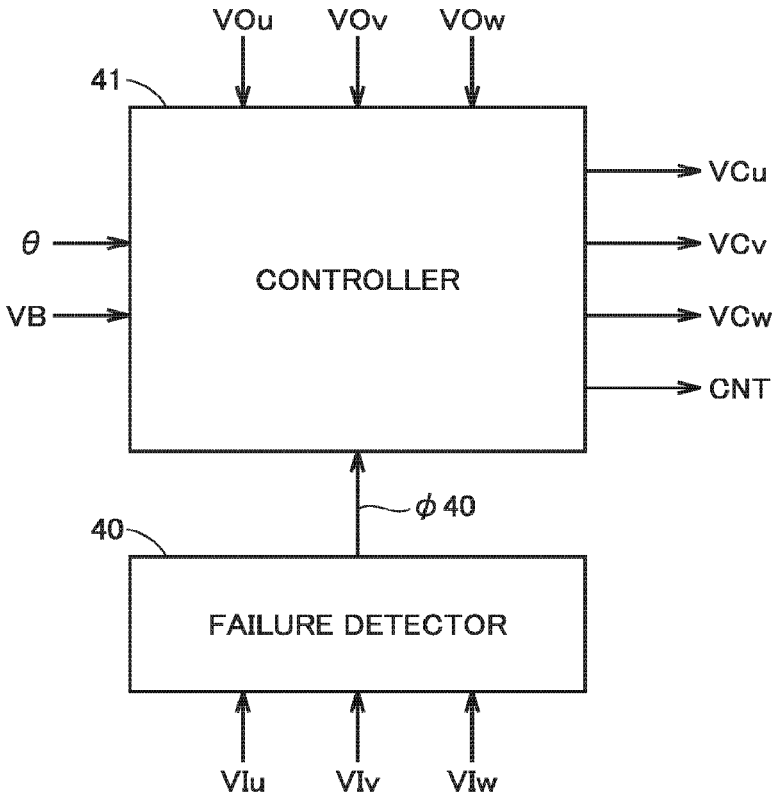 VOu VOv VOw
41
VCu
θ
VCv
CONTROLLER
VB
VCw
CNT
φ40
40
FAILURE DETECTOR
VIu VIv VIw